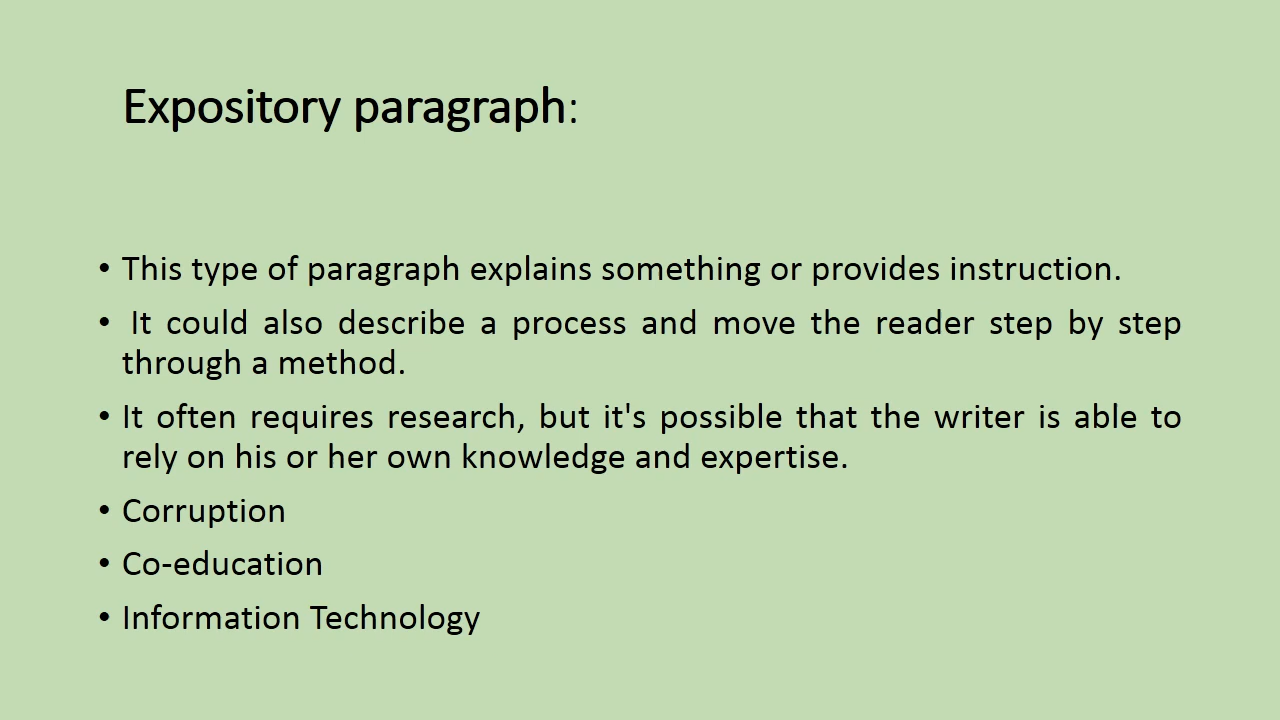 Expository paragraph:
• This type of paragraph explains something or provides instruction.
• It could also describe a process and move the reader step by step
through a method.
• It often requires research, but it's possible that the writer is able to
rely on his or her own knowledge and expertise.
• Corruption
• Co-education
• Information Technology